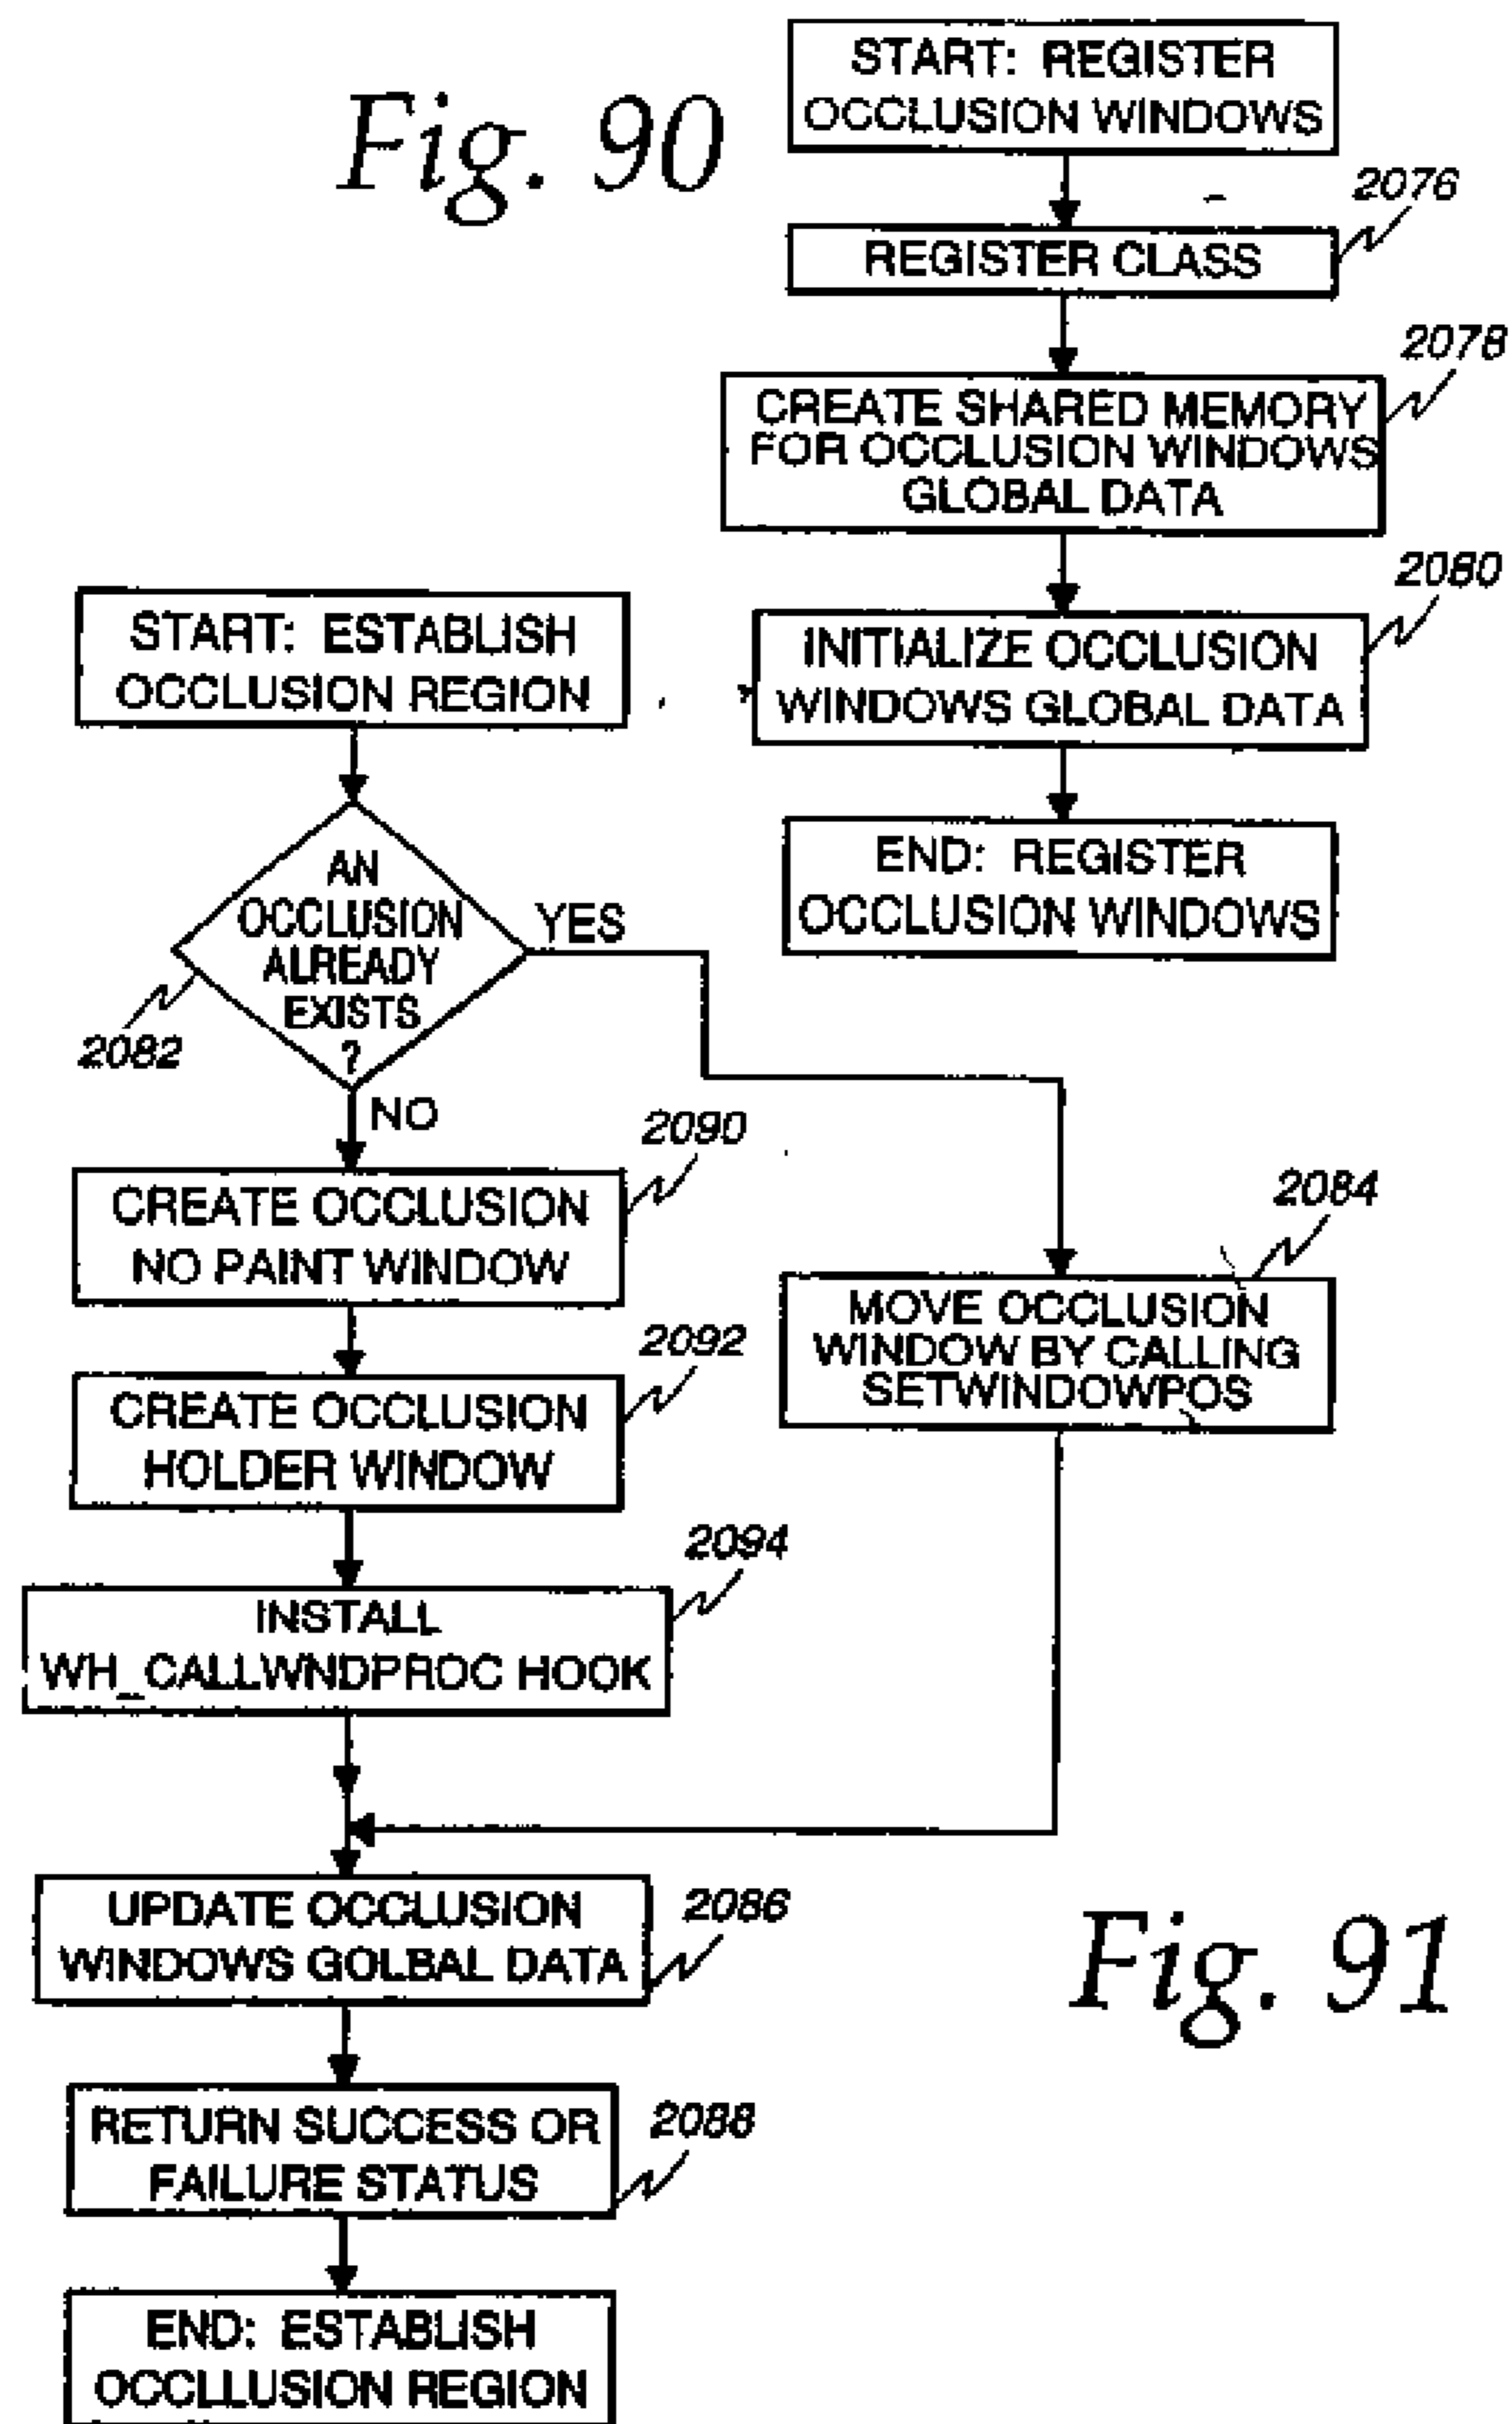 Fig. 90
START: REGISTER
OCCLUSION WINDOWS
2076
REGISTER CLASS
2078
CREATE SHARED MEMORY
FOR OCCLUSION WINDOWS
GLOBAL DATA
2080
INITIALIZE OCCLUSION
WINDOWS GLOBAL DATA
END: REGISTER
OCCLUSION WINDOWS
START: ESTABLISH
OCCLUSION REGION
AN
OCCLUSION
ALREADY
EXISTS
?
2082
YES
NO
2090
CREATE OCCLUSION
NO PAINT WINDOW
2092
CREATE OCCLUSION
HOLDER WINDOW
2094
INSTALL
WH_CALLWNDPROC HOOK
2084
MOVE OCCLUSION
WINDOW BY CALLING
SETWINDOWPOS
2086
UPDATE OCCLUSION
WINDOWS GOLBAL DATA
2088
RETURN SUCCESS OR
FAILURE STATUS
END: ESTABLISH
OCCLLUSION REGION
Fig. 91